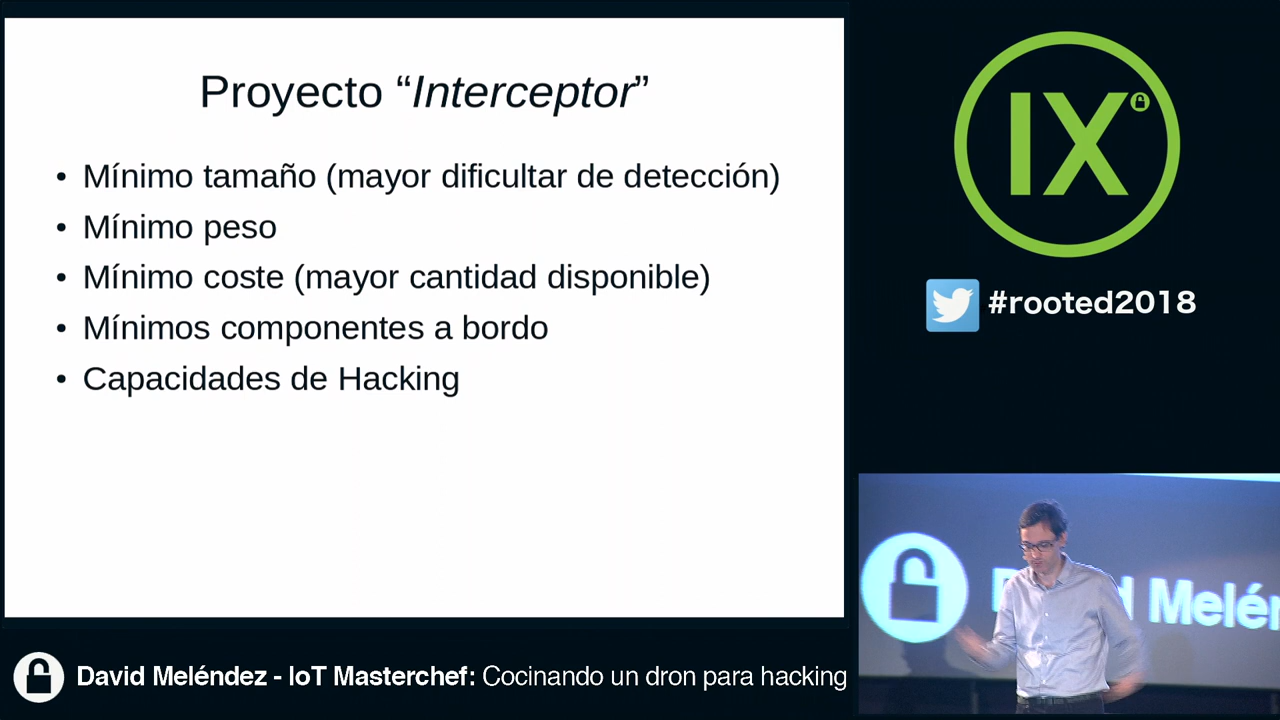 Proyecto “Interceptor”
• Mínimo tamaño (mayor dificultar de detección)
• Mínimo peso
• Mínimo coste (mayor cantidad disponible)
• Mínimos componentes a bordo
• Capacidades de Hacking
IX
#rooted2018
d Melén
David Meléndez - IoT Masterchef: Cocinando un dron para hacking